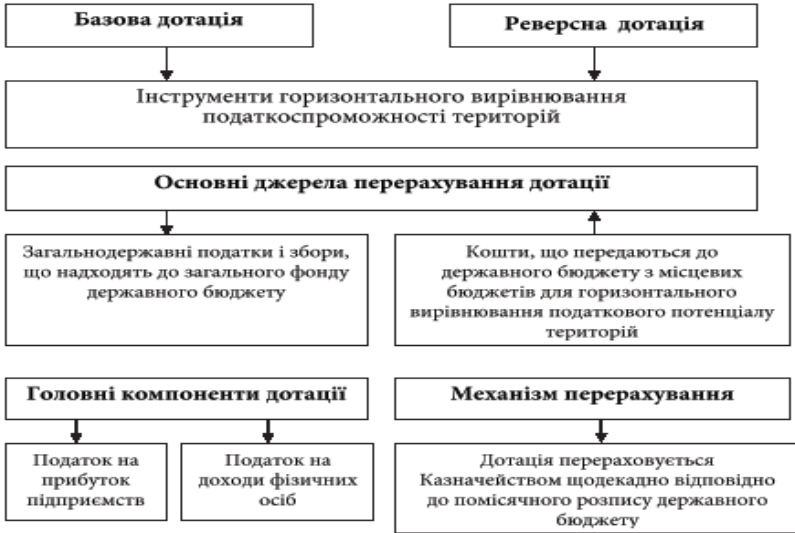 Базова дотація
Реверсна дотація
Інструменти горизонтального вирівнювання
податкоспроможності територій
Основні джерела перерахування дотації
Загальнодержавні податки і збори,
що надходять до загального фонду
державного бюджету
Кошти, що передаються до
державного бюджету з місцевих
бюджетів для горизонтального
вирівнювання податкового потенціалу
територій
Головні компоненти дотації
Механізм перерахування
Податок на
прибуток
підприємств
Податок на
доходи фізичних
осіб
Дотація перераховується
Казначейством щодекадно відповідно
до помісячного розпису державного
бюджету